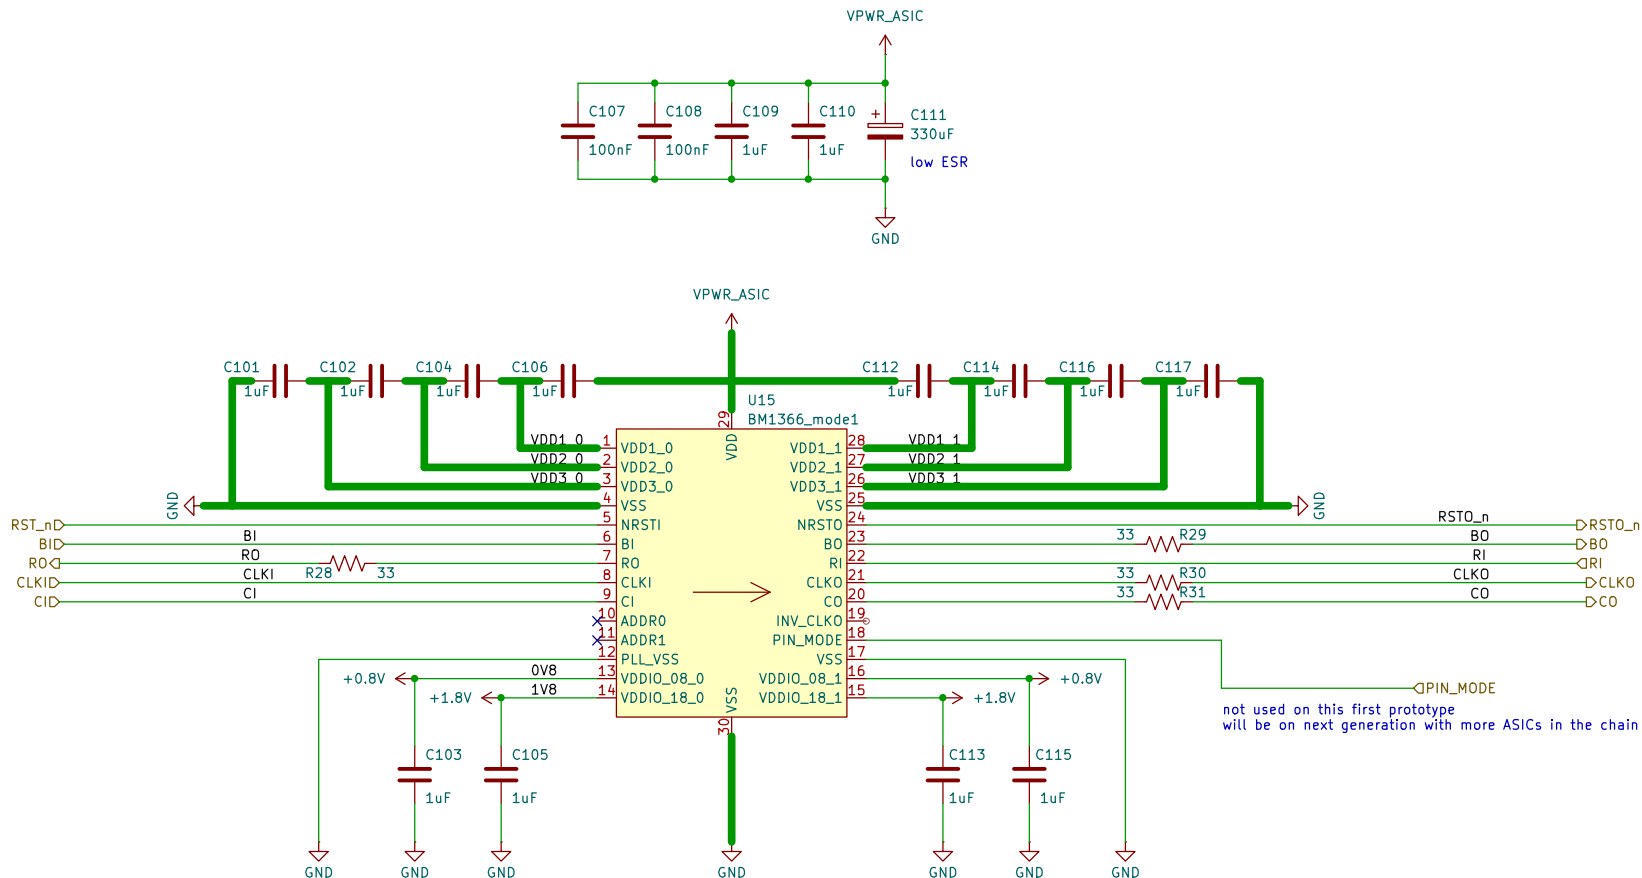 VPWR_ASIC
C107
C108
C109
C110
C111
+
330uF
100nF
100nF
1uF
1uF
low ESR
GND
VPWR_ASIC
C101
C102
C104
C106
C112
C114
C116
C117
1uF
1uF
1uF
1uF
1uF
1uF
1uF
1uF
U15
BM1366_mode1
29
VDD
VDD1_0
1
VDD1_0
VDD1_1
28
VDD1_1
VDD2_0
2
VDD2_0
VDD2_1
27
VDD2_1
VDD3_0
3
VDD3_0
VDD3_1
26
VDD3_1
GND
4
VSS
VSS
25
GND
RST_n
5
NRSTI
NRSTO
24
RSTO_n
RSTO_n
BI
BI
6
BI
BO
23
33
R29
BO
BO
RO
RO
R28
33
7
RO
RI
22
RI
RI
CLKI
CLKI
8
CLKI
CLKO
21
33
R30
CLKO
CLKO
CI
CI
9
CI
CO
20
33
R31
CO
CO
10
ADDR0
INV_CLKO
19
11
ADDR1
PIN_MODE
18
12
PLL_VSS
VSS
17
+0.8V
0V8
13
VDDIO_08_0
VDDIO_08_1
16
+0.8V
PIN_MODE
+1.8V
1V8
14
VDDIO_18_0
VSS
VDDIO_18_1
15
+1.8V
not used on this first prototype
will be on next generation with more ASICs in the chain
30
C103
C105
C113
C115
1uF
1uF
1uF
1uF
GND
GND
GND
GND
GND
GND
GND